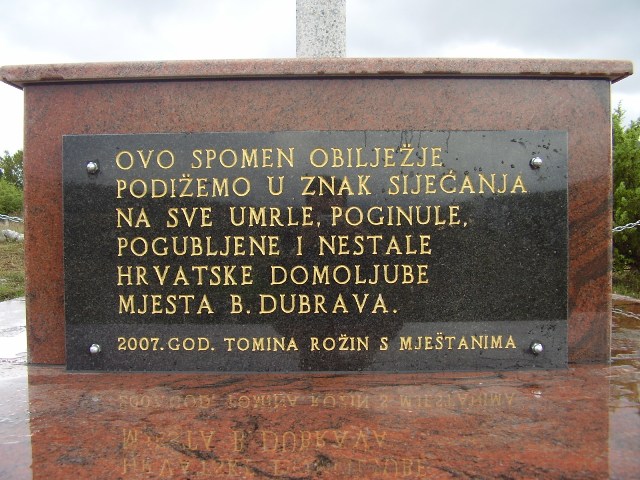 OVO SPOMEN OBILJEŽJE
PODIŽEMO U ZNAK SIJEĆANJA
NA SVE UMRLE, POGINULE,
POGUBLJENE I NESTALE
HRVATSKE DOMOLJUBE
MJESTA B. DUBRAVA.
2007. GOD. TOMINA ROŽIN S MJEŠTANIMA